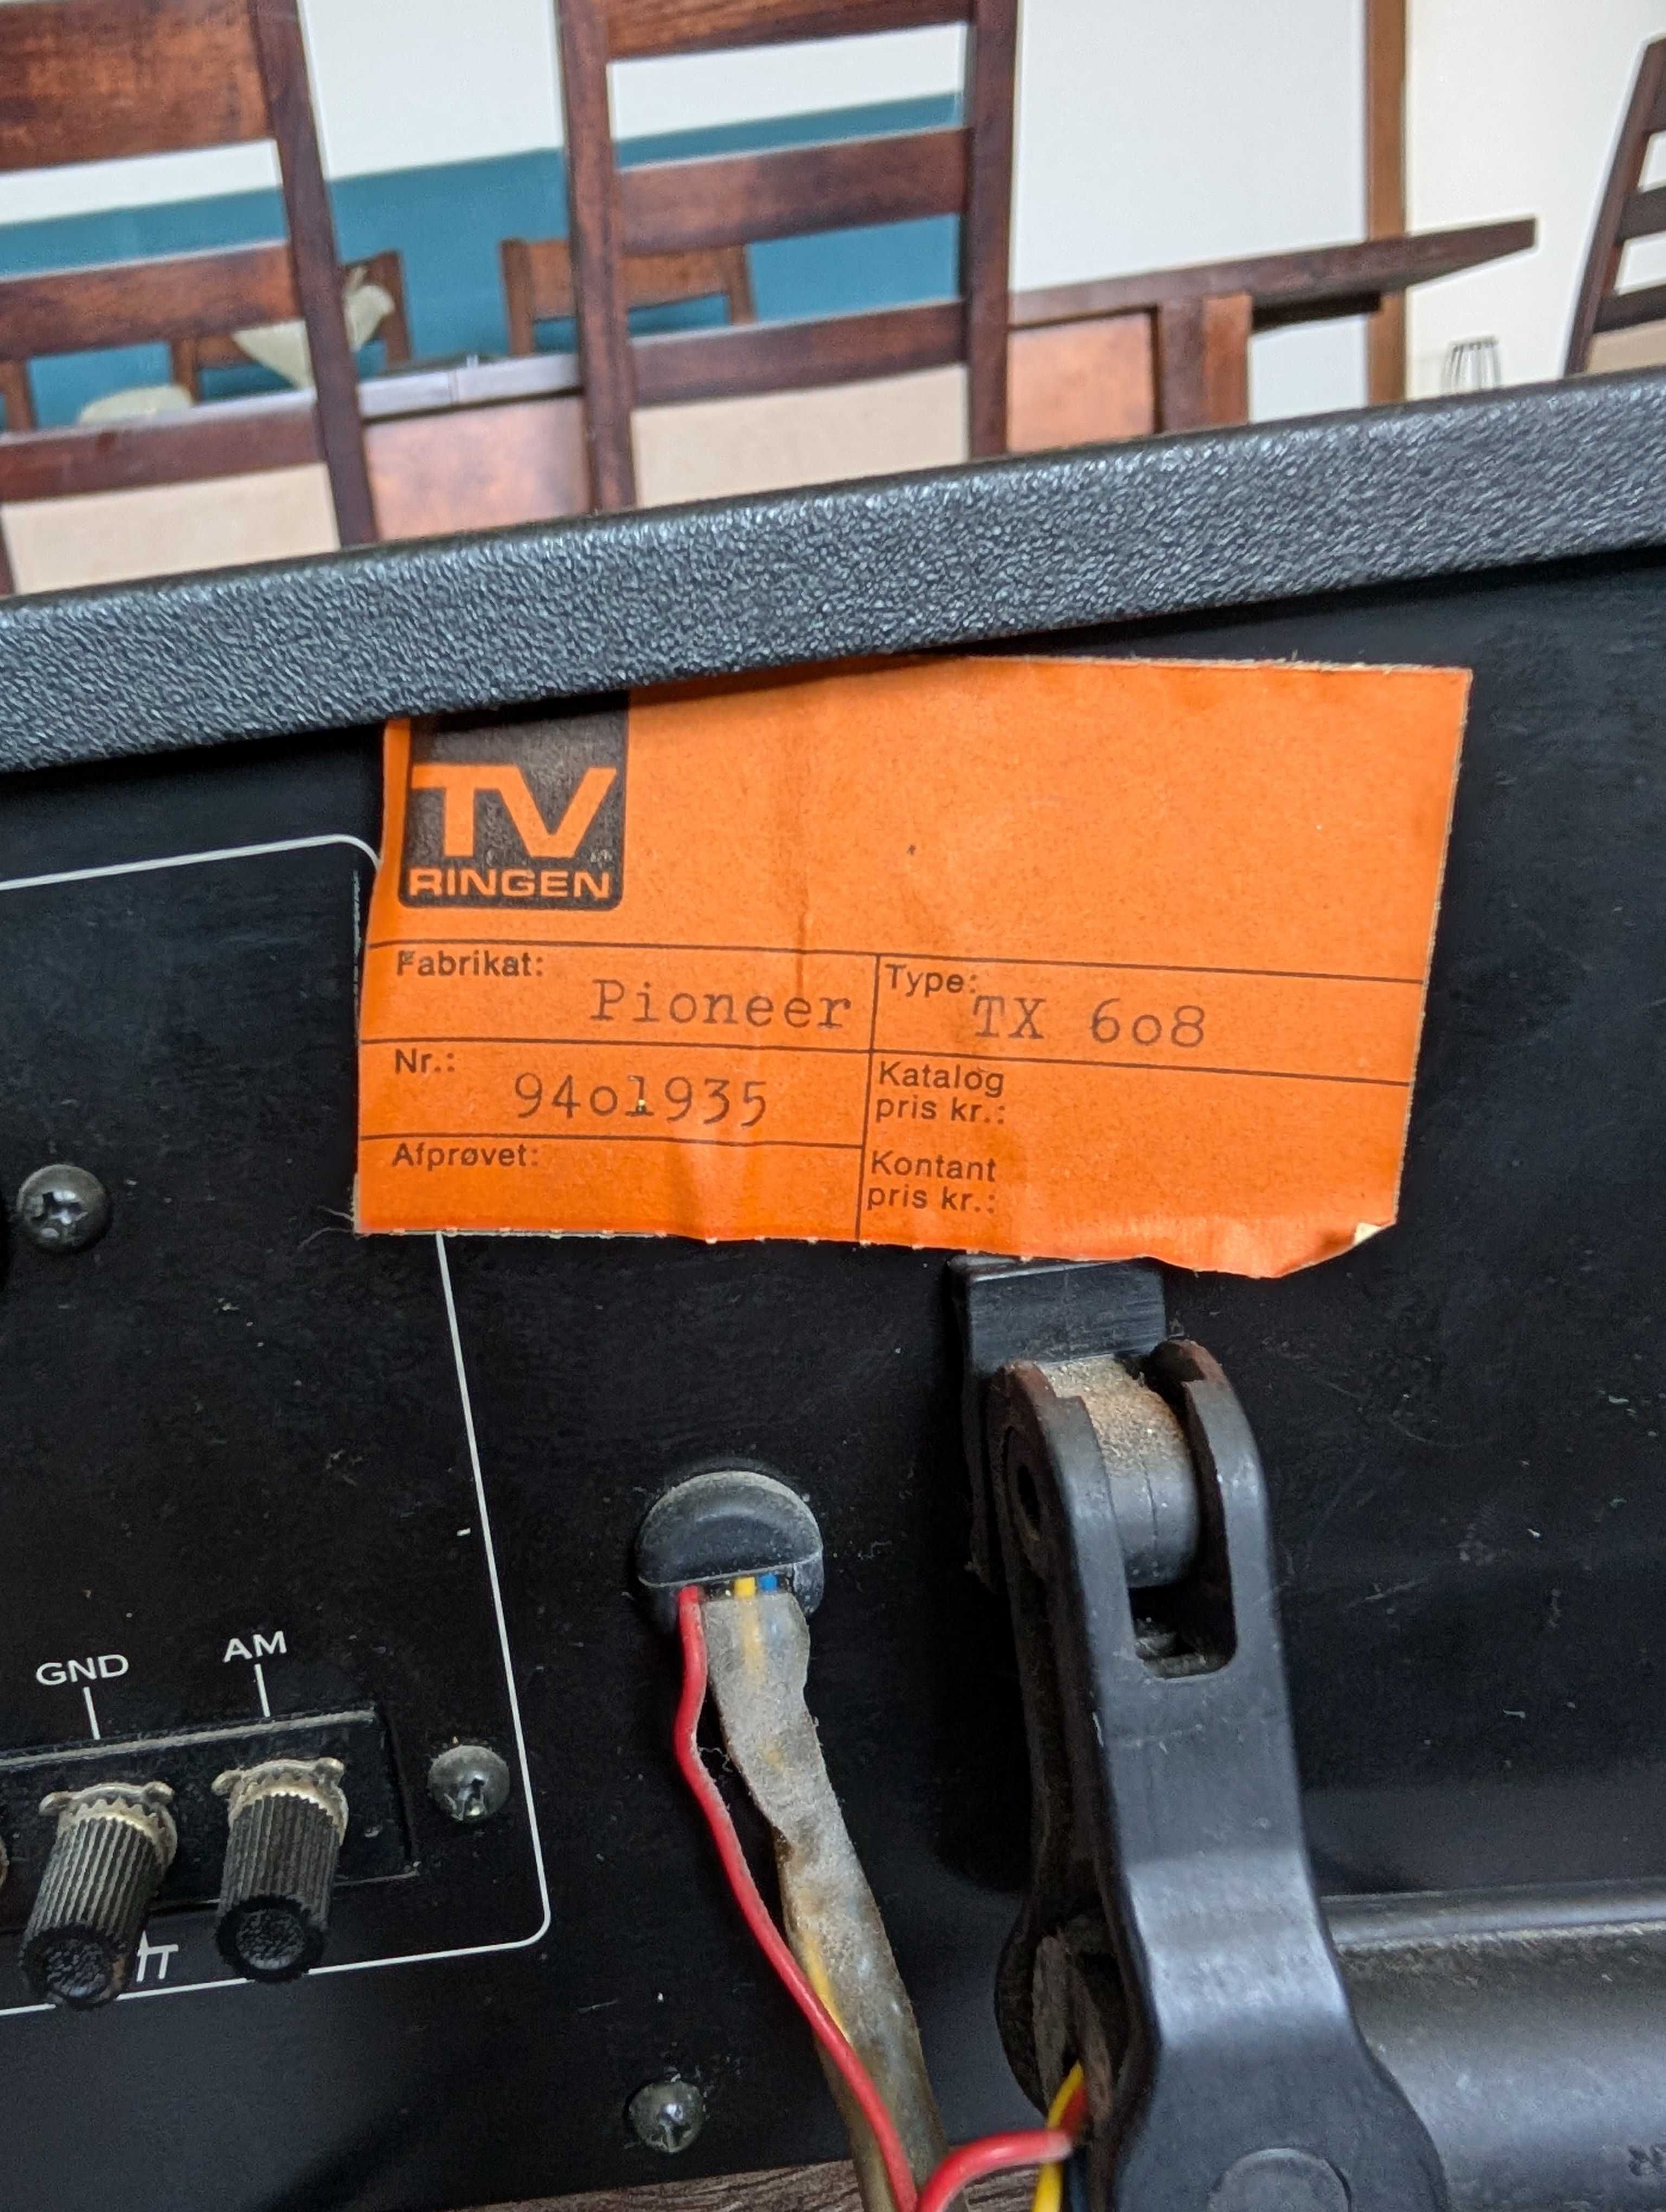 TV
RINGEN
Fabrikat: Pioneer
Type: TX 6o8
Nr.: 94o1935
Katalog
pris kr.:
Afprøvet:
Kontant
pris kr.:
GND
AM